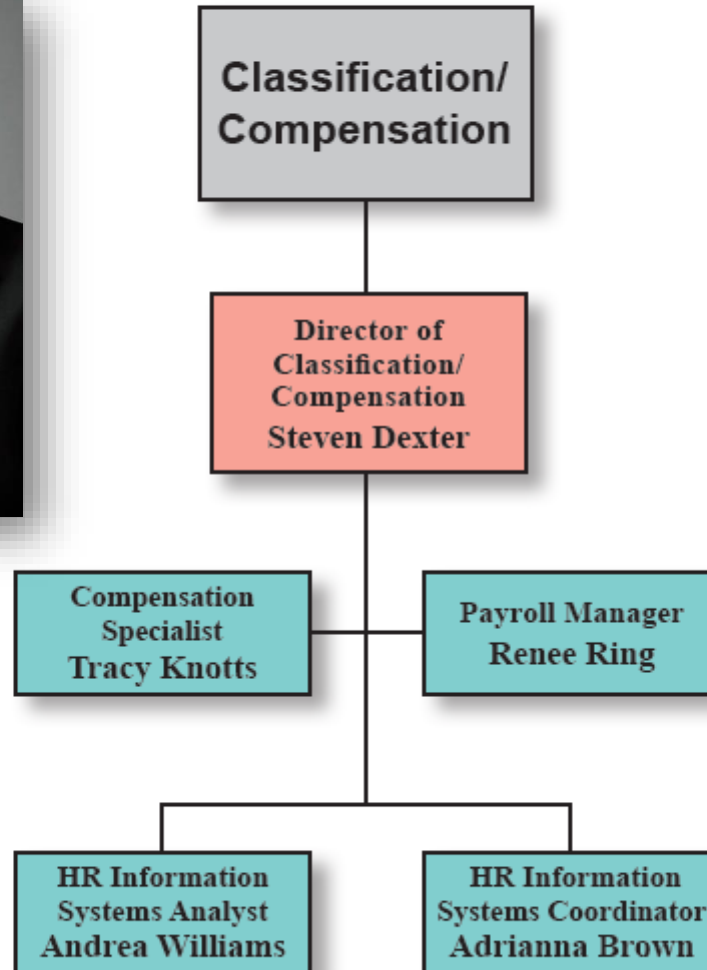 Classification/
Compensation
Director of
Classification/
Compensation
Steven Dexter
Compensation
Specialist
Tracy Knotts
Payroll Manager
Renee Ring
HR Information
Systems Analyst
Andrea Williams
HR Information
Systems Coordinator
Adrianna Brown